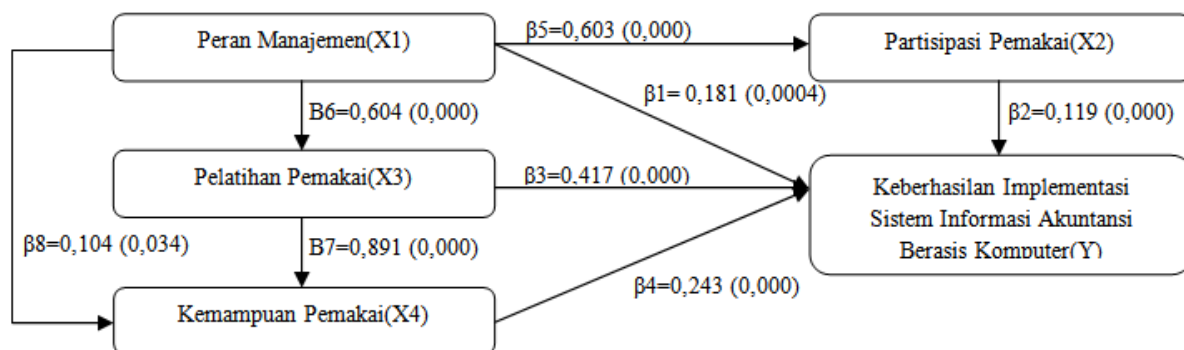 Peran Manajemen(X1)
β5=0,603 (0,000)
Partisipasi Pemakai(X2)
β1= 0,181 (0,0004)
B6=0,604 (0,000)
β2=0,119 (0,000)
Pelatihan Pemakai(X3)
β3=0,417 (0,000)
Keberhasilan Implementasi
Sistem Informasi Akuntansi
Berasis Komputer(Y)
β8=0,104 (0,034)
B7=0,891 (0,000)
β4=0,243 (0,000)
Kemampuan Pemakai(X4)